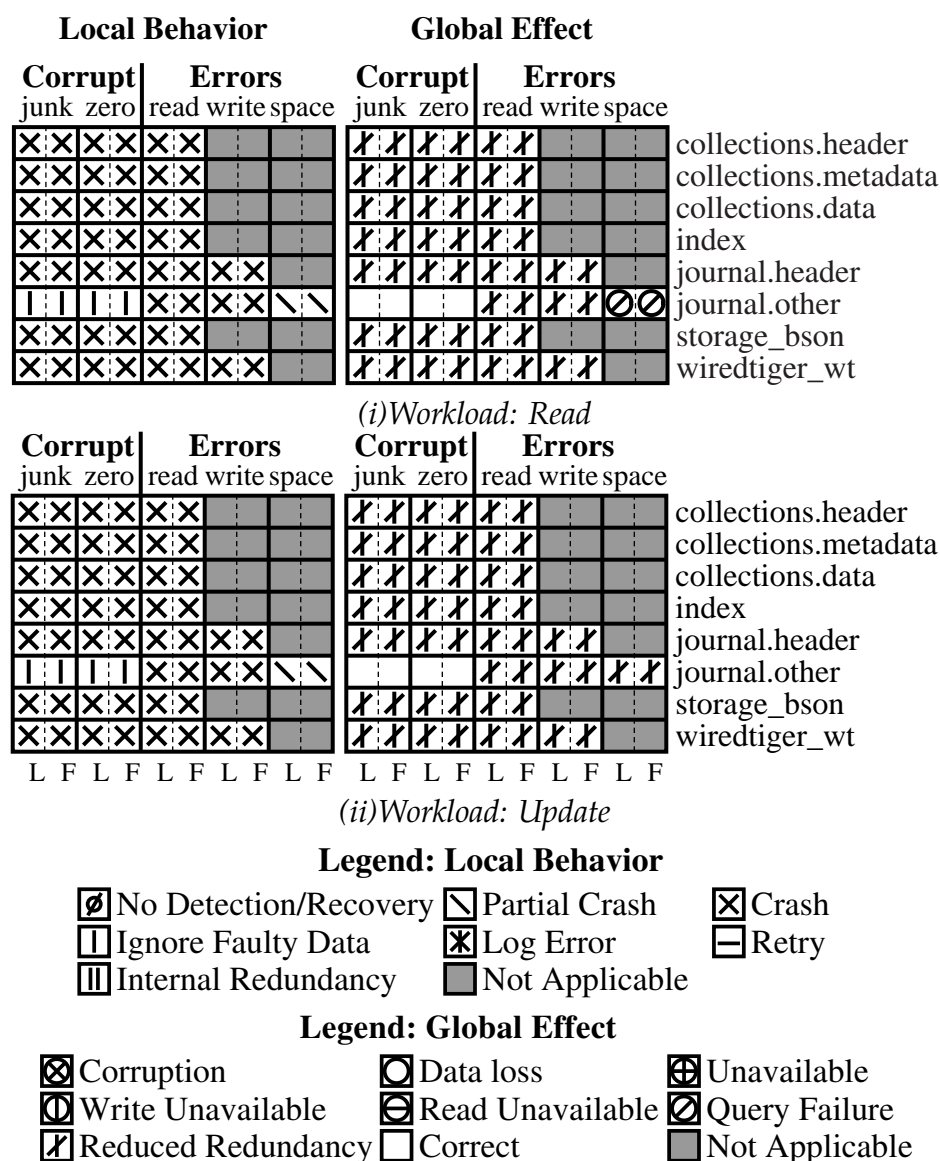 Local Behavior Global Effect
Corrupt Errors Corrupt Errors
junk zero read write space junk zero read write space
collections.header
collections.metadata
collections.data
index
journal.header
journal.other
storage_bson
wiredtiger_wt
(i)Workload: Read
Corrupt Errors Corrupt Errors
junk zero read write space junk zero read write space
collections.header
collections.metadata
collections.data
index
journal.header
journal.other
storage_bson
wiredtiger_wt
L F L F L F L F L F L F L F L F L F L F
(ii)Workload: Update
Legend: Local Behavior
No Detection/Recovery Partial Crash Crash
Ignore Faulty Data Log Error Retry
Internal Redundancy Not Applicable
Legend: Global Effect
Corruption Data loss Unavailable
Write Unavailable Read Unavailable Query Failure
Reduced Redundancy Correct Not Applicable